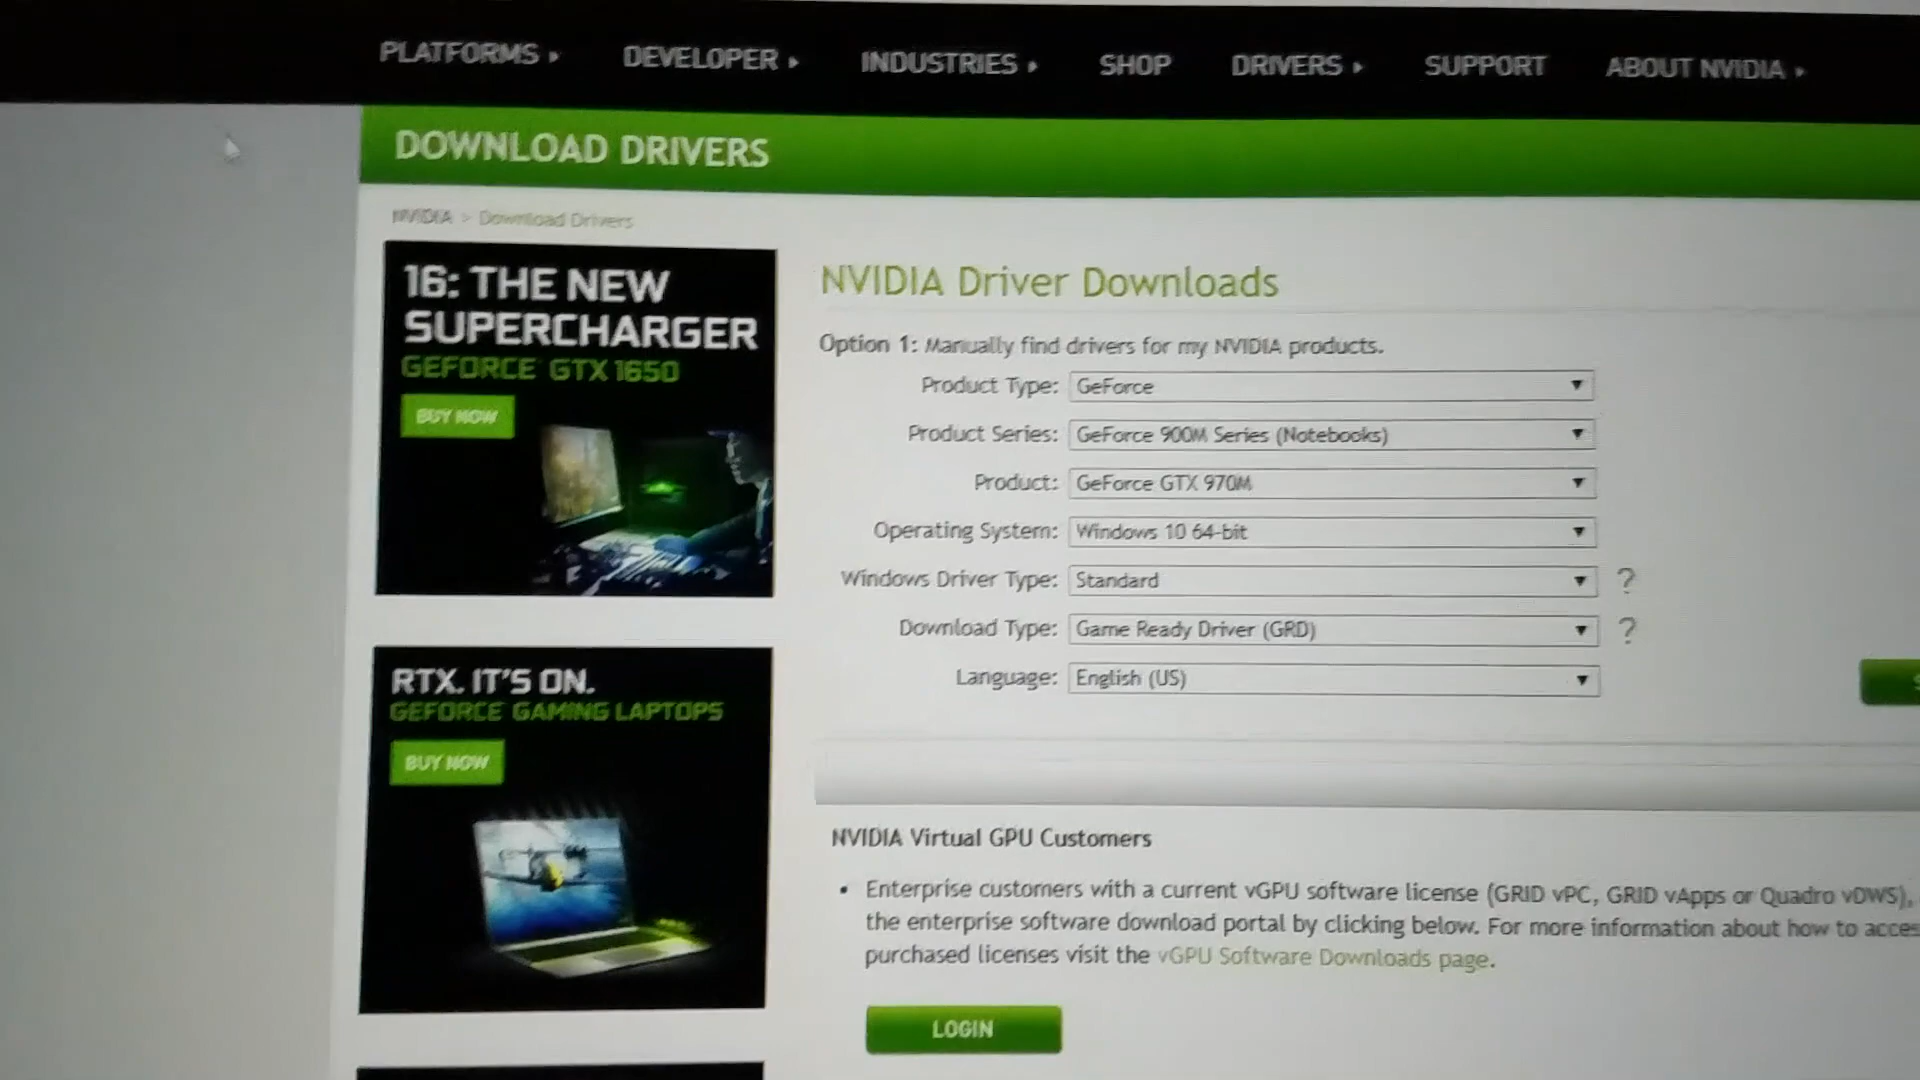 PLATFORMS DEVELOPER INDUSTRIES SHOP DRIVERS SUPPORT ABOUT NVIDIA
DOWNLOAD DRIVERS
NVIDIA > Download Drivers
16: THE NEW
SUPERCHARGER
GEFORCE GTX 1650
BUY NOW
RTX. IT'S ON.
GEFORCE GAMING LAPTOPS
BUY NOW
NVIDIA Driver Downloads
Option 1: Manually find drivers for my NVIDIA products.
Product Type: GeForce
Product Series: GeForce 900M Series (Notebooks)
Product: GeForce GTX 970M
Operating System: Windows 10 64-bit
Windows Driver Type: Standard ?
Download Type: Game Ready Driver (GRD) ?
Language: English (US)
NVIDIA Virtual GPU Customers
• Enterprise customers with a current vGPU software license (GRID vPC, GRID vApps or Quadro vDWS),
the enterprise software download portal by clicking below. For more information about how to
purchased licenses visit the vGPU Software Downloads page.
LOGIN